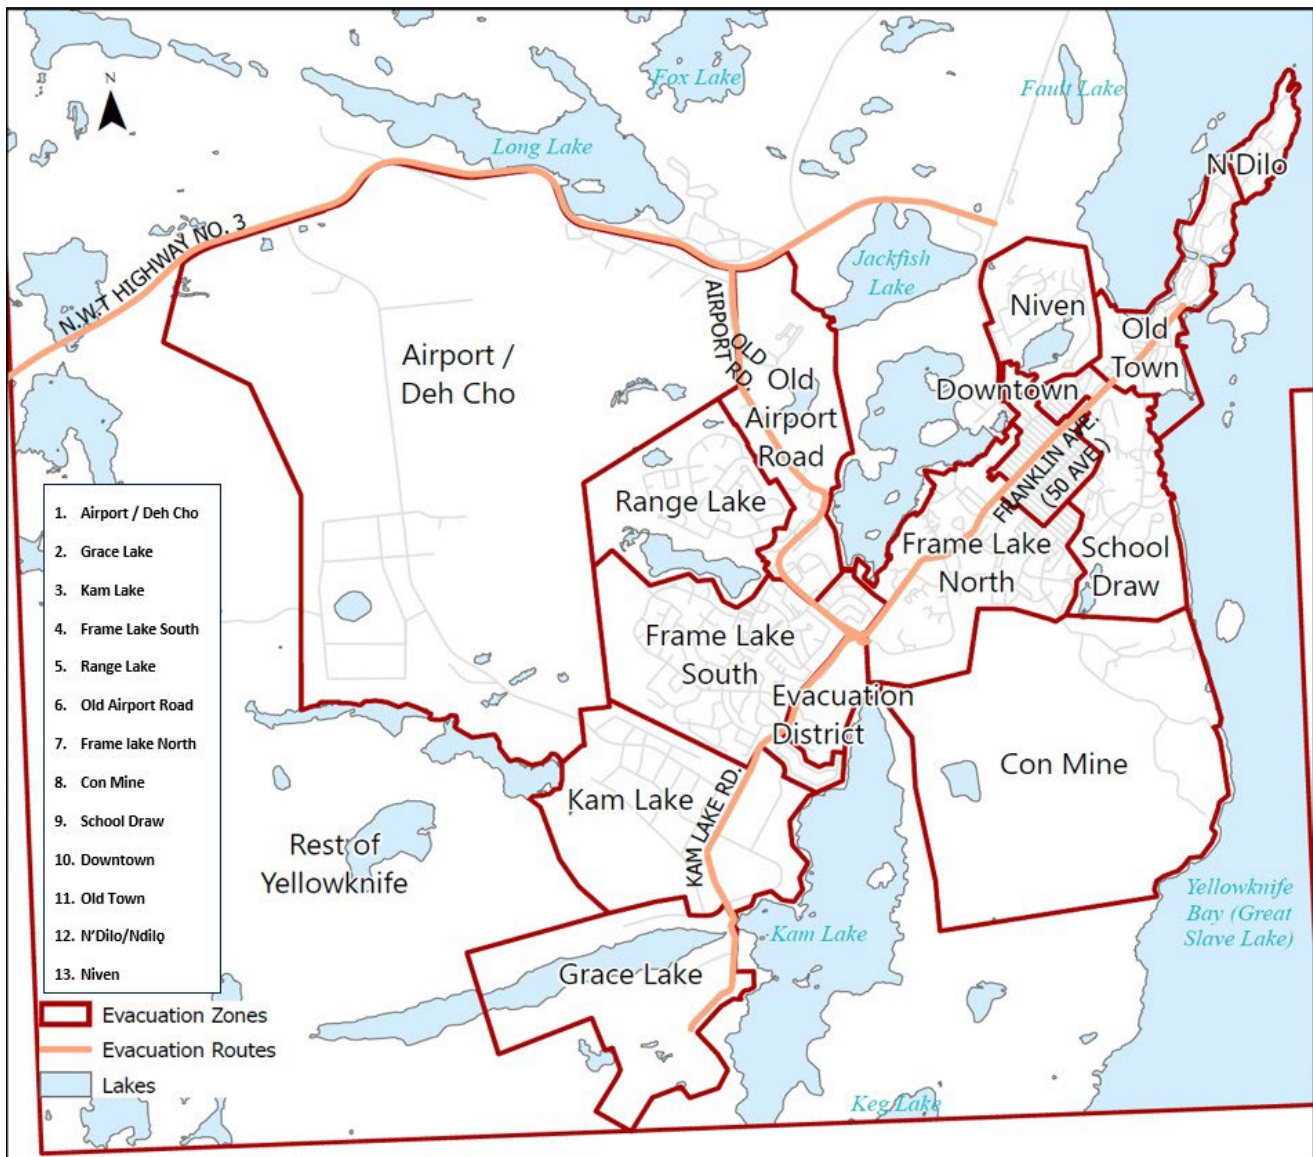 N
Fox Lake
Fault Lake
Long Lake
N'Dilo
N.W.T HIGHWAY NO. 3
Jackfish
Lake
Niven
Old
Town
Airport /
Deh Cho
OLD
AIRPORT RD.
Old
Airport
Road
Downtown
FRANKLIN AVE.
(50 AVE.)
Range Lake
Frame Lake
North
School
Draw
Frame Lake
South
Evacuation
District
Con Mine
Kam Lake
KAM LAKE RD.
Rest of
Yellowknife
Yellowknife
Bay (Great
Slave Lake)
Kam Lake
Grace Lake
Keg Lake
1. Airport / Deh Cho
2. Grace Lake
3. Kam Lake
4. Frame Lake South
5. Range Lake
6. Old Airport Road
7. Frame lake North
8. Con Mine
9. School Draw
10. Downtown
11. Old Town
12. N'Dilo/Ndilǫ
13. Niven
Evacuation Zones
Evacuation Routes
Lakes